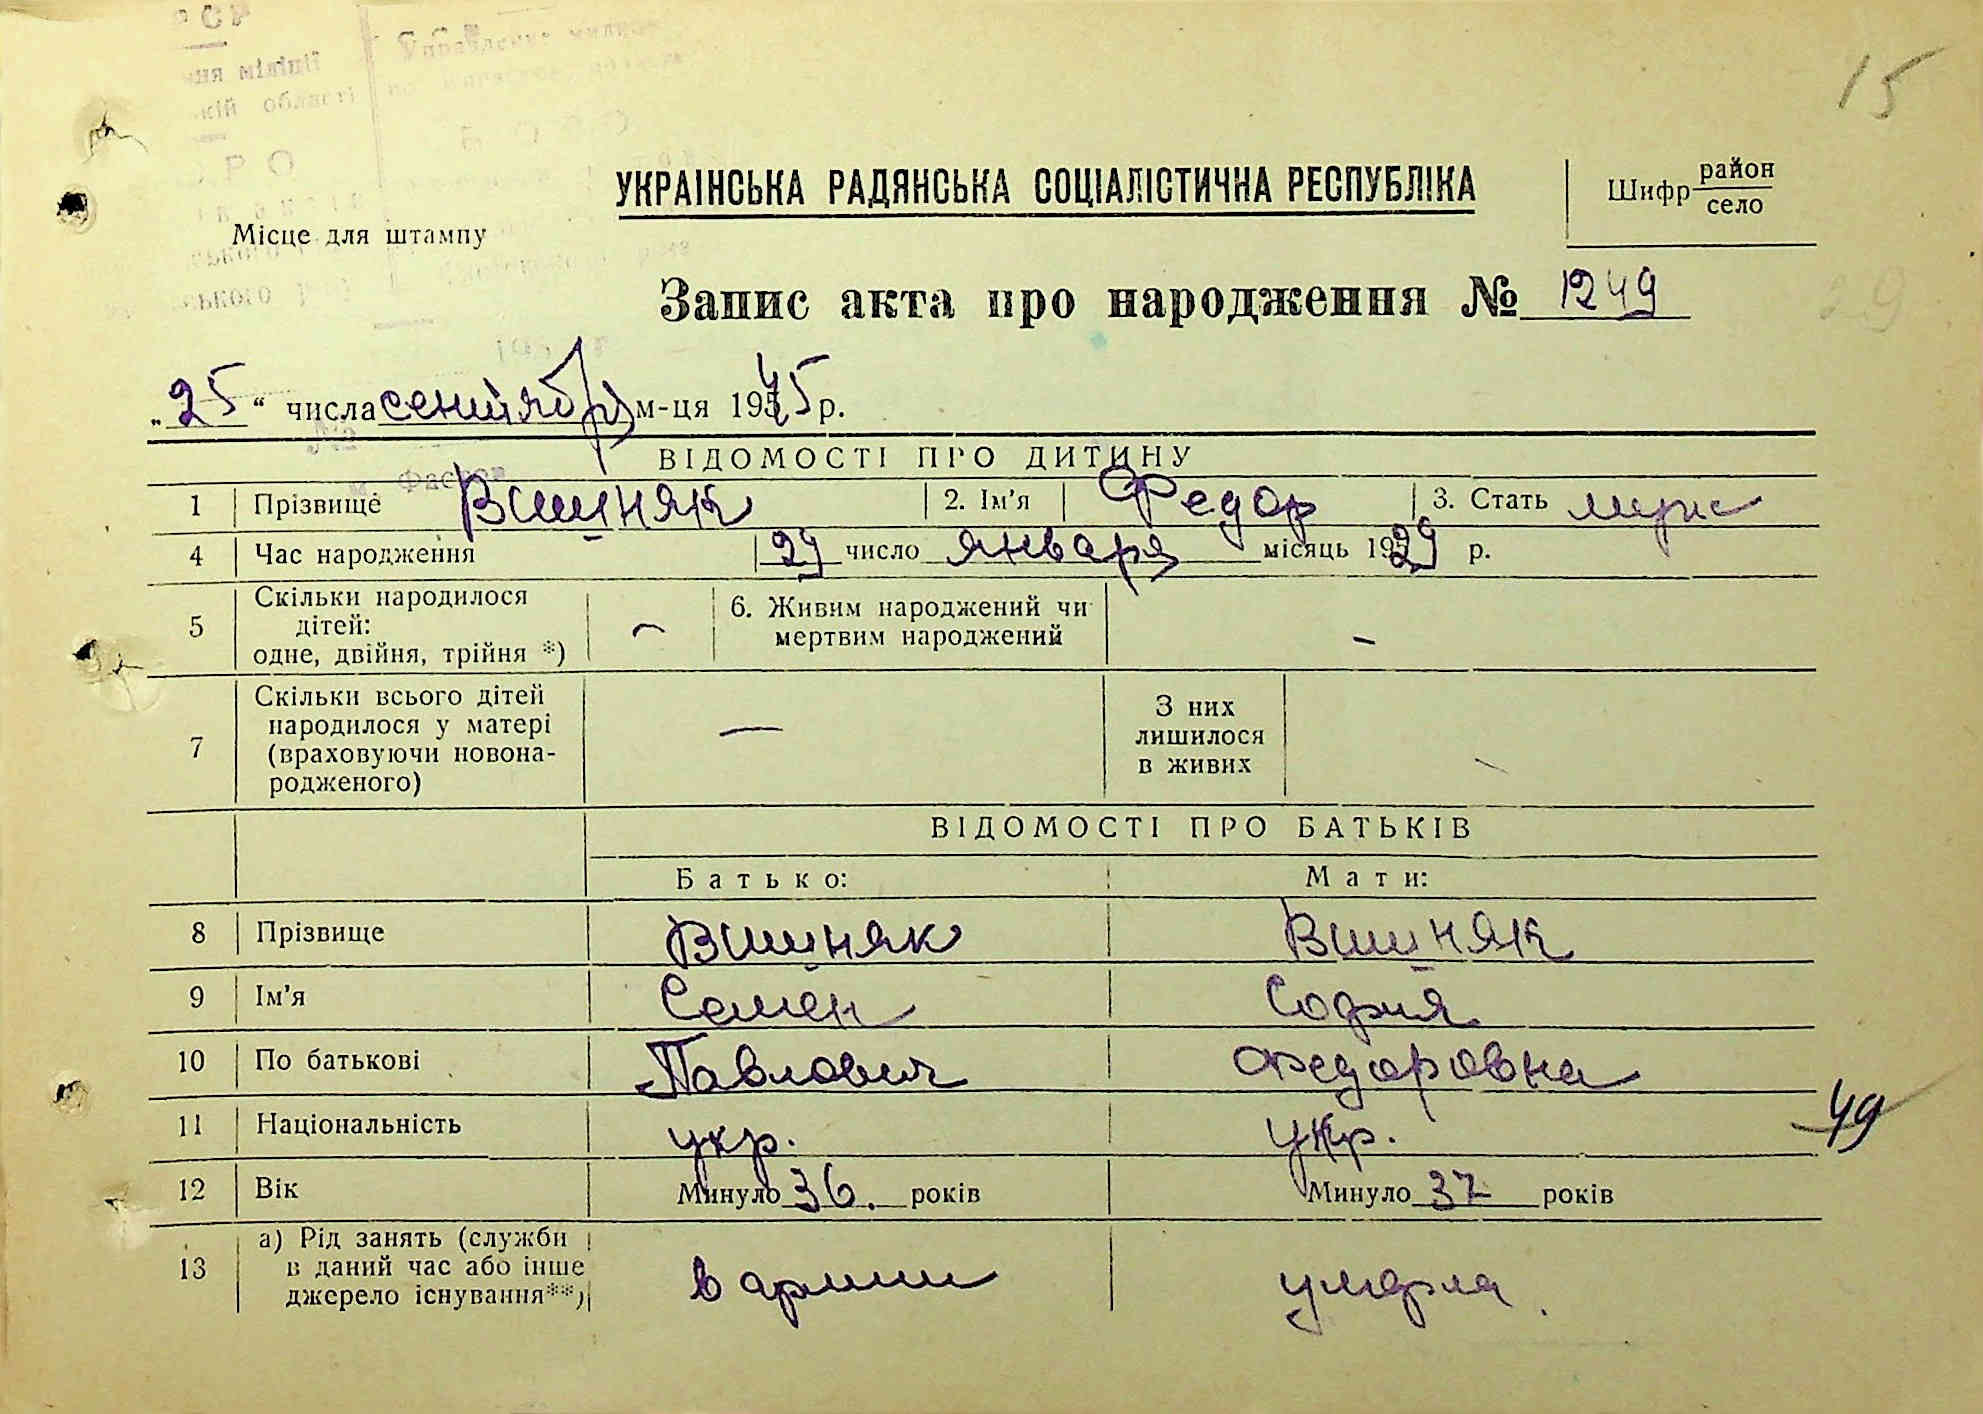 15
УКРАЇНСЬКА РАДЯНСЬКА СОЦІАЛІСТИЧНА РЕСПУБЛІКА
Шифр район
село
Місце для штампу
Запис акта про народження № 1249
„25“ числа сентября м-ця 1945 р.
ВІДОМОСТІ ПРО ДИТИНУ
1 Прізвище Вишняк 2. Ім'я Федор 3. Стать муж
4 Час народження 29 число января місяць 1929 р.
5 Скільки народилося
дітей:
одне, двійня, трійня *) —
6. Живим народжений чи
мертвим народжений —
7 Скільки всього дітей
народилося у матері
(враховуючи новона-
родженого) —
З них
лишилося
в живих —
ВІДОМОСТІ ПРО БАТЬКІВ
Батько: Мати:
8 Прізвище Вишняк Вишняк
9 Ім'я Семен София
10 По батькові Павлович Федоровна
49
11 Національність укр. укр.
12 Вік Минуло 36. років Минуло 37 років
13 а) Рід занять (служби
в даний час або інше
джерело існування**) в армии умерла.